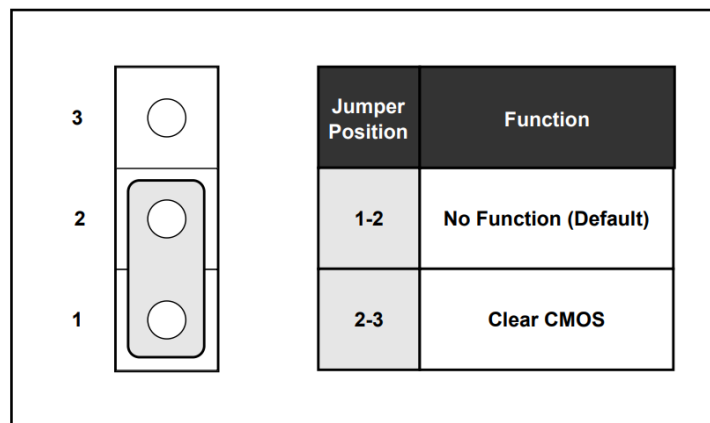 3
2
1
Jumper
Position
Function
1-2
No Function (Default)
2-3
Clear CMOS